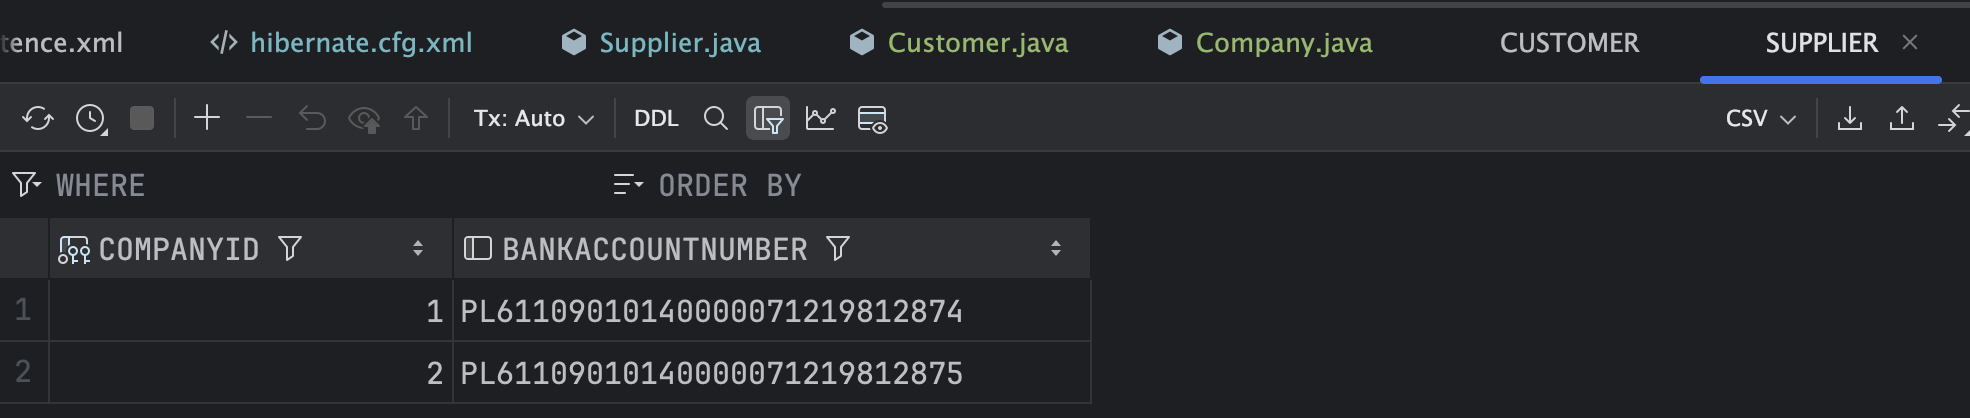 tence.xml </> hibernate.cfg.xml Supplier.java Customer.java Company.java CUSTOMER SUPPLIER
Tx: Auto DDL CSV
WHERE ORDER BY
COMPANYID BANKACCOUNTNUMBER
1 1 PL61109010140000071219812874
2 2 PL61109010140000071219812875